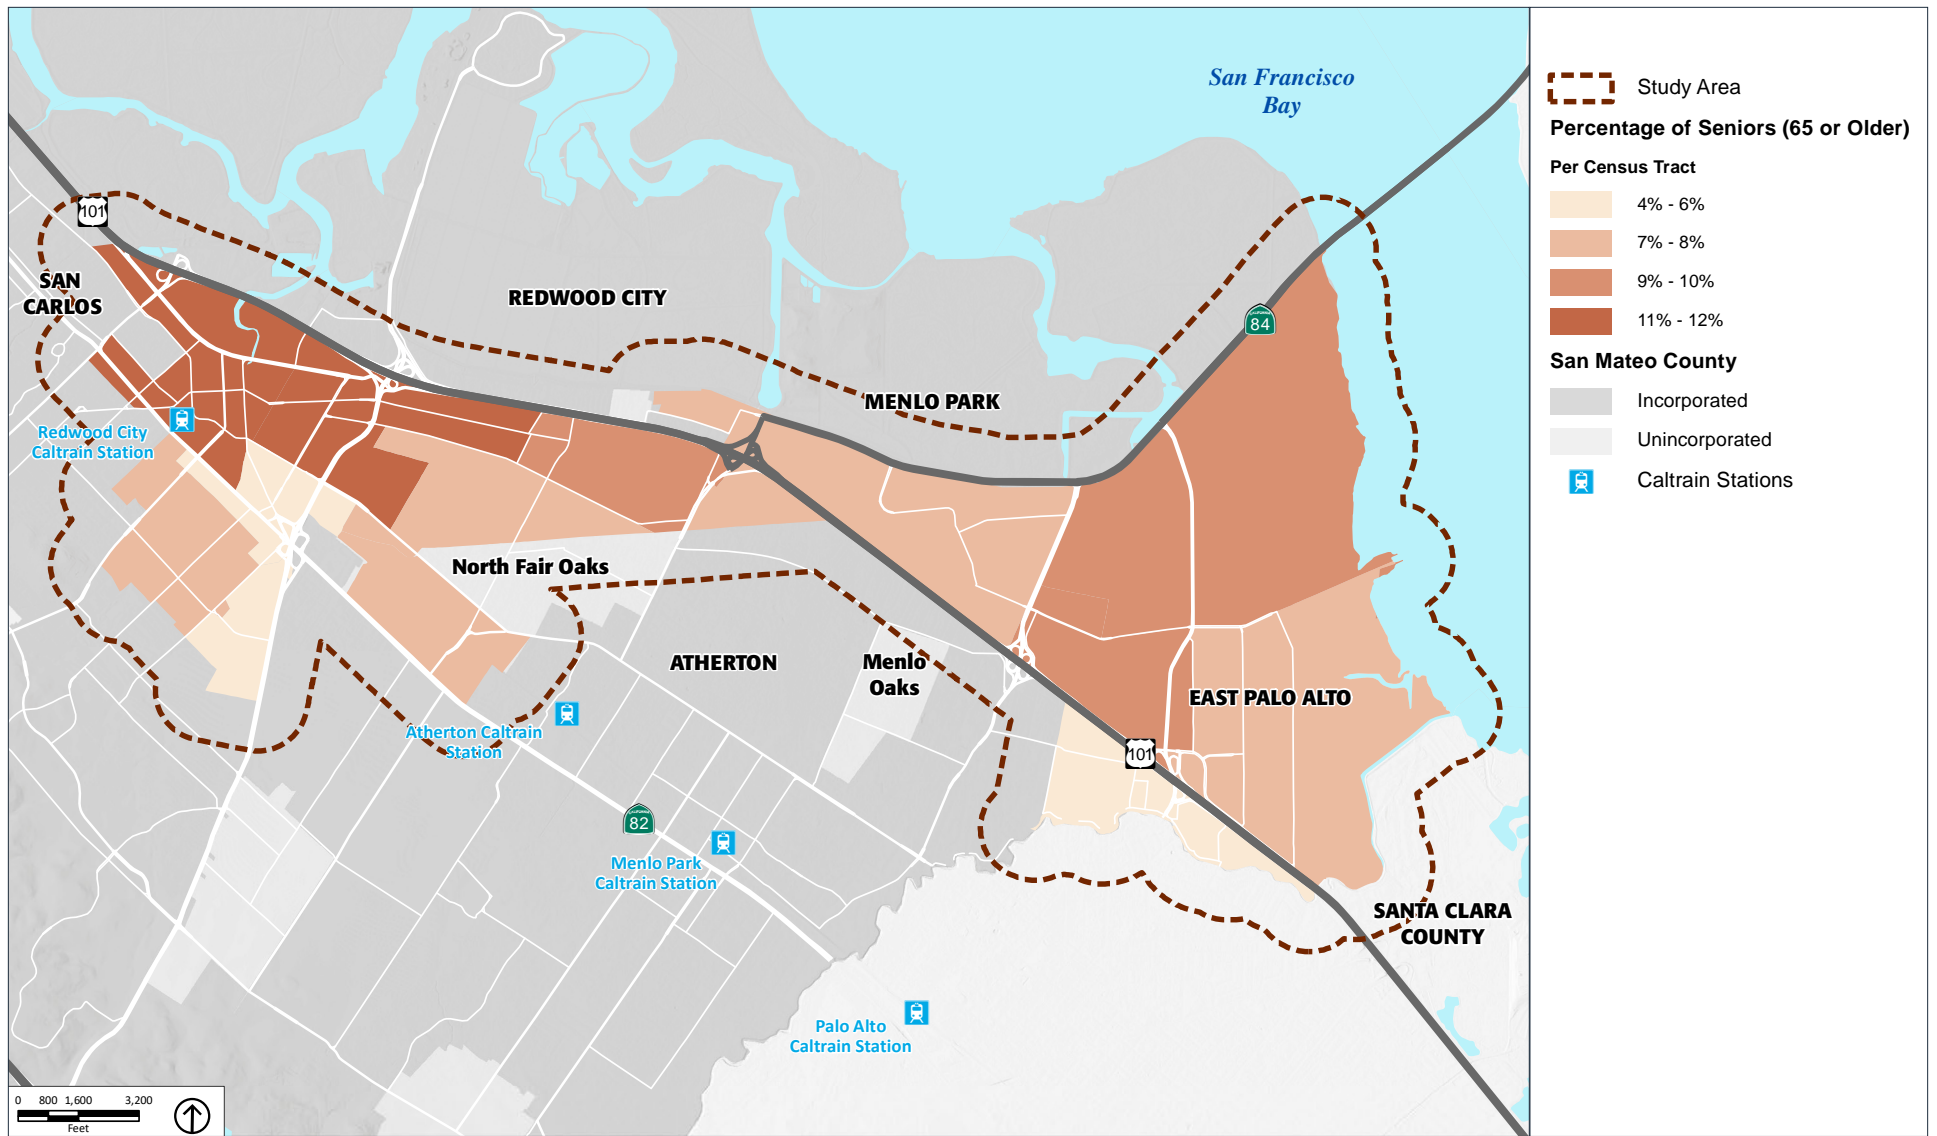 San Francisco
Bay
101
SAN
CARLOS
REDWOOD CITY
CALIFORNIA
84
MENLO PARK
Redwood City
Caltrain Station
North Fair Oaks
ATHERTON
Menlo
Oaks
EAST PALO ALTO
Atherton Caltrain
Station
101
CALIFORNIA
82
Menlo Park
Caltrain Station
SANTA CLARA
COUNTY
Palo Alto
Caltrain Station
0 800 1,600 3,200
Feet
Study Area
Percentage of Seniors (65 or Older)
Per Census Tract
4% - 6%
7% - 8%
9% - 10%
11% - 12%
San Mateo County
Incorporated
Unincorporated
Caltrain Stations